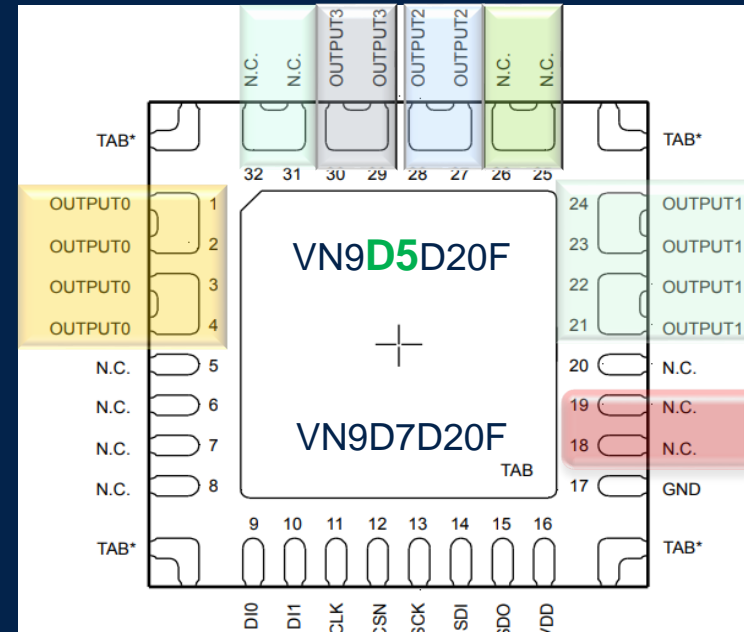 N.C.
N.C.
OUTPUT3
OUTPUT3
OUTPUT2
OUTPUT2
N.C.
N.C.
TAB*
TAB*
32 31 30 29 28 27 26 25
OUTPUT0 1
OUTPUT0 2
OUTPUT0 3
OUTPUT0 4
N.C. 5
N.C. 6
N.C. 7
N.C. 8
VN9D5D20F
VN9D7D20F
TAB
24 OUTPUT1
23 OUTPUT1
22 OUTPUT1
21 OUTPUT1
20 N.C.
19 N.C.
18 N.C.
17 GND
TAB*
TAB*
9 10 11 12 13 14 15 16
DI0
DI1
CLK
CSN
SCK
SDI
SDO
VDD